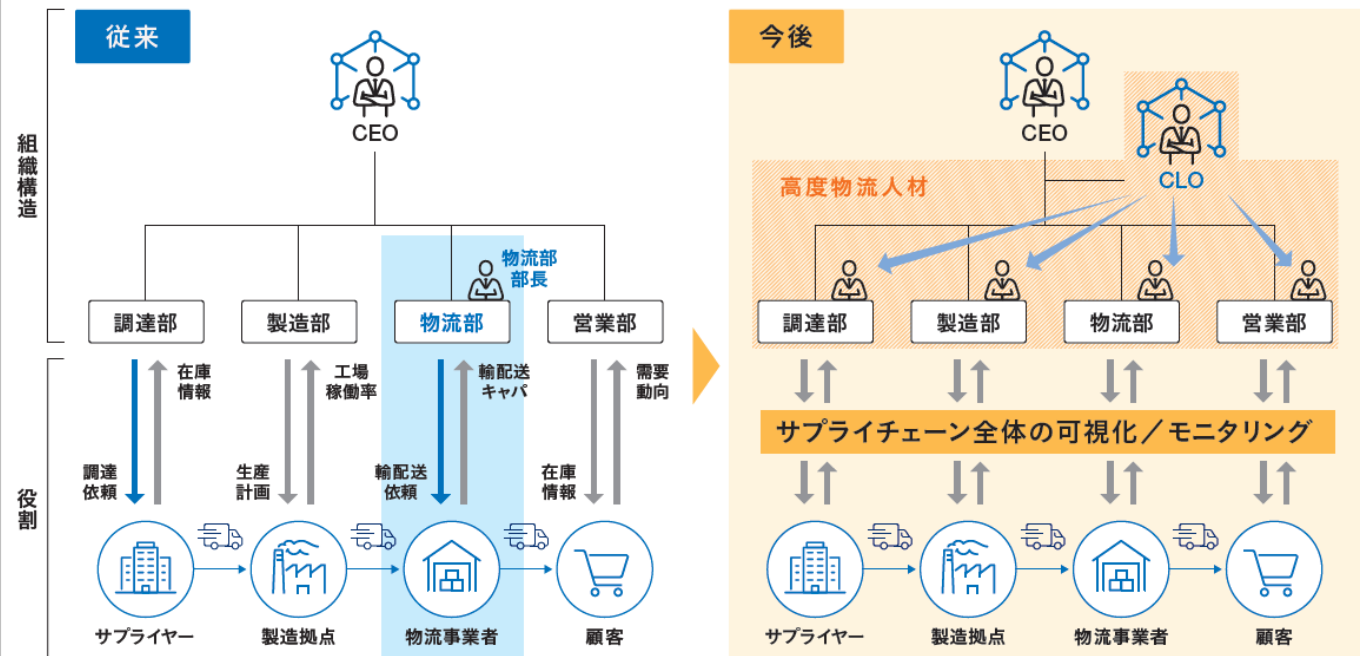 従来
組織構造
CEO
物流部
部長
調達部
製造部
物流部
営業部
役割
在庫
情報
工場
稼働率
輸配送
キャパ
需要
動向
調達
依頼
生産
計画
輸配送
依頼
在庫
情報
サプライヤー
製造拠点
物流事業者
顧客
今後
CEO
CLO
高度物流人材
調達部
製造部
物流部
営業部
サプライチェーン全体の可視化／モニタリング
サプライヤー
製造拠点
物流事業者
顧客